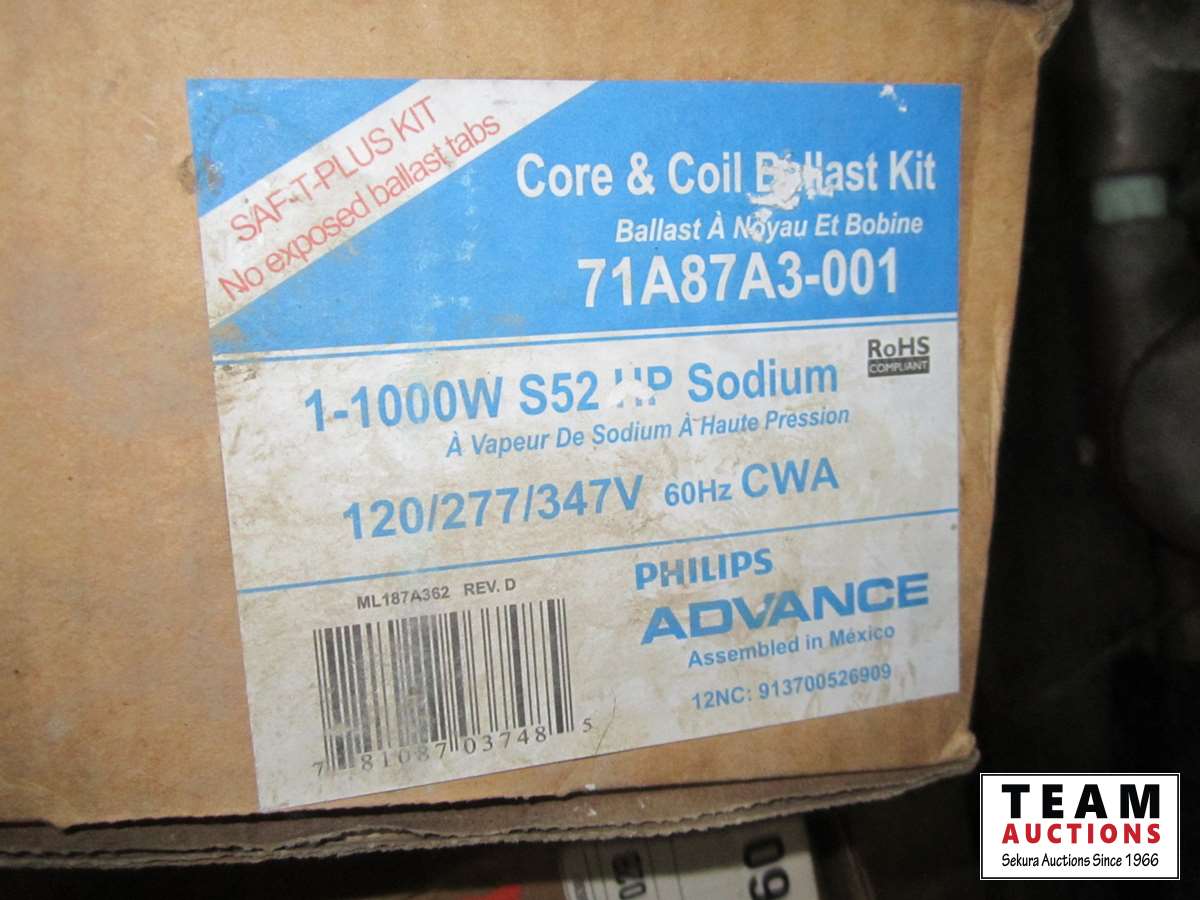 SAF-T-PLUS KIT
No exposed ballast tabs
Core & Coil Ballast Kit
Ballast À Noyau Et Bobine
71A87A3-001
RoHS
COMPLIANT
1-1000W S52 HP Sodium
À Vapeur De Sodium À Haute Pression
120/277/347V 60Hz CWA
ML187A362 REV. D
PHILIPS
ADVANCE
Assembled in México
12NC: 913700526909
7 81087 03748 5
TEAM
AUCTIONS
Sekura Auctions Since 1966